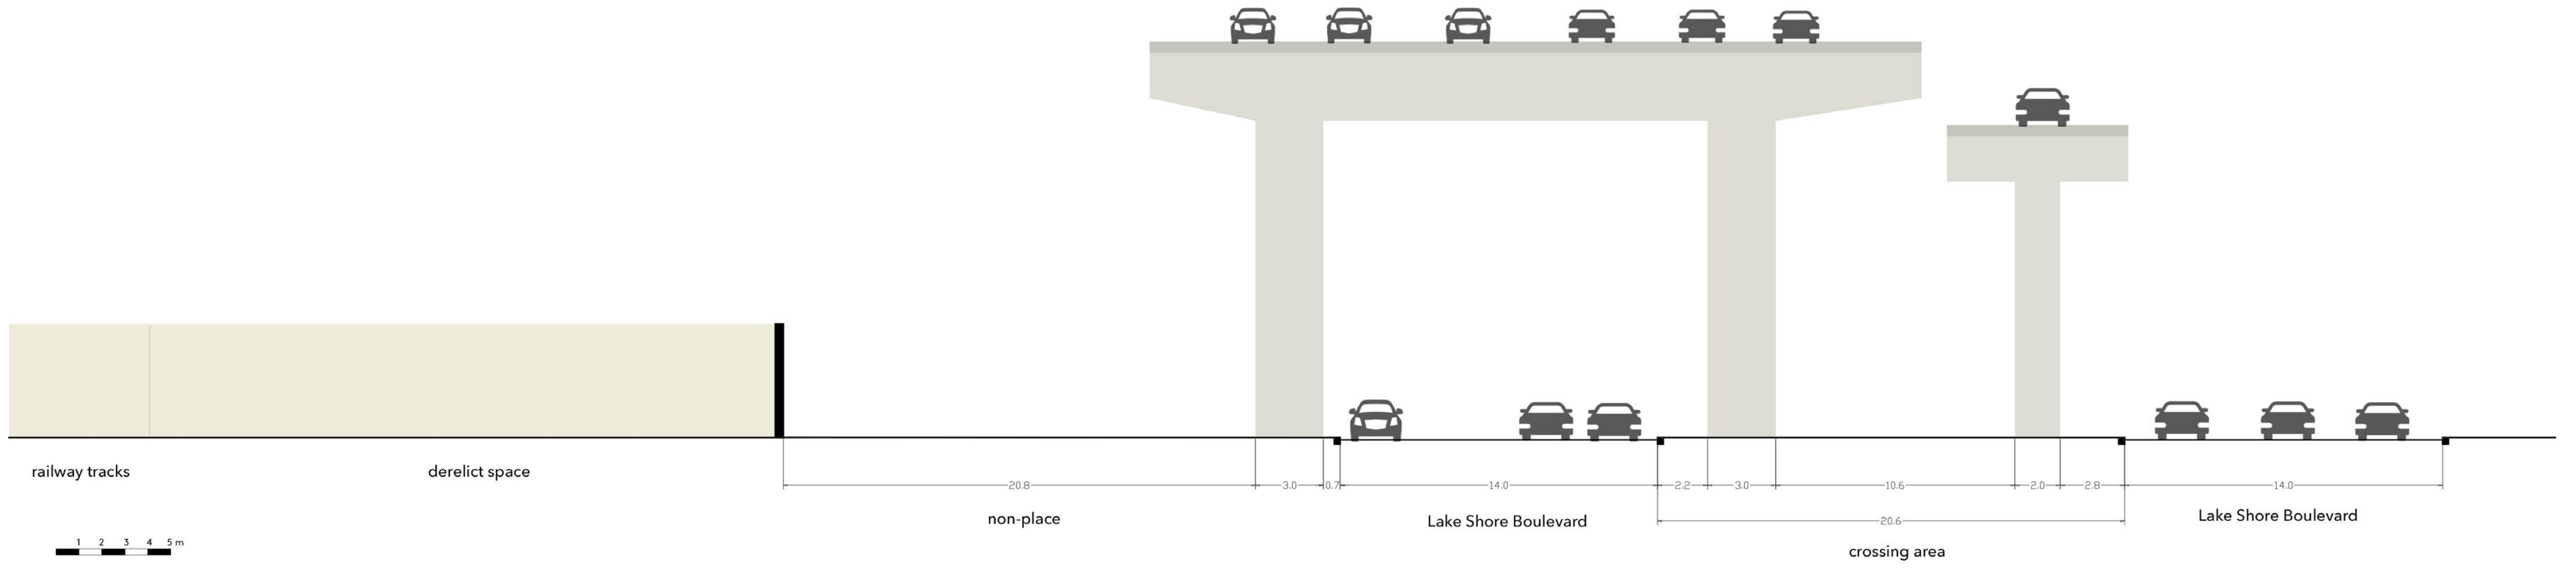 railway tracks
derelict space
20.8
3.0
0.7
14.0
2.2
3.0
10.6
2.0
2.8
14.0
non-place
Lake Shore Boulevard
20.6
Lake Shore Boulevard
crossing area
1 2 3 4 5 m